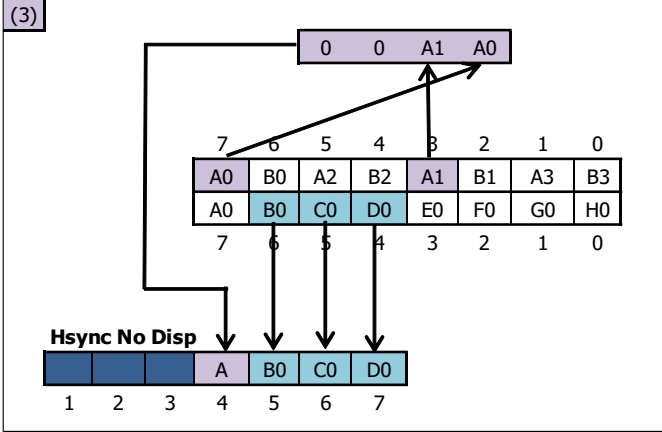 (3)
0 0 A1 A0
7 6 5 4 3 2 1 0
A0 B0 A2 B2 A1 B1 A3 B3
A0 B0 C0 D0 E0 F0 G0 H0
7 6 5 4 3 2 1 0
Hsync No Disp
A B0 C0 D0
1 2 3 4 5 6 7